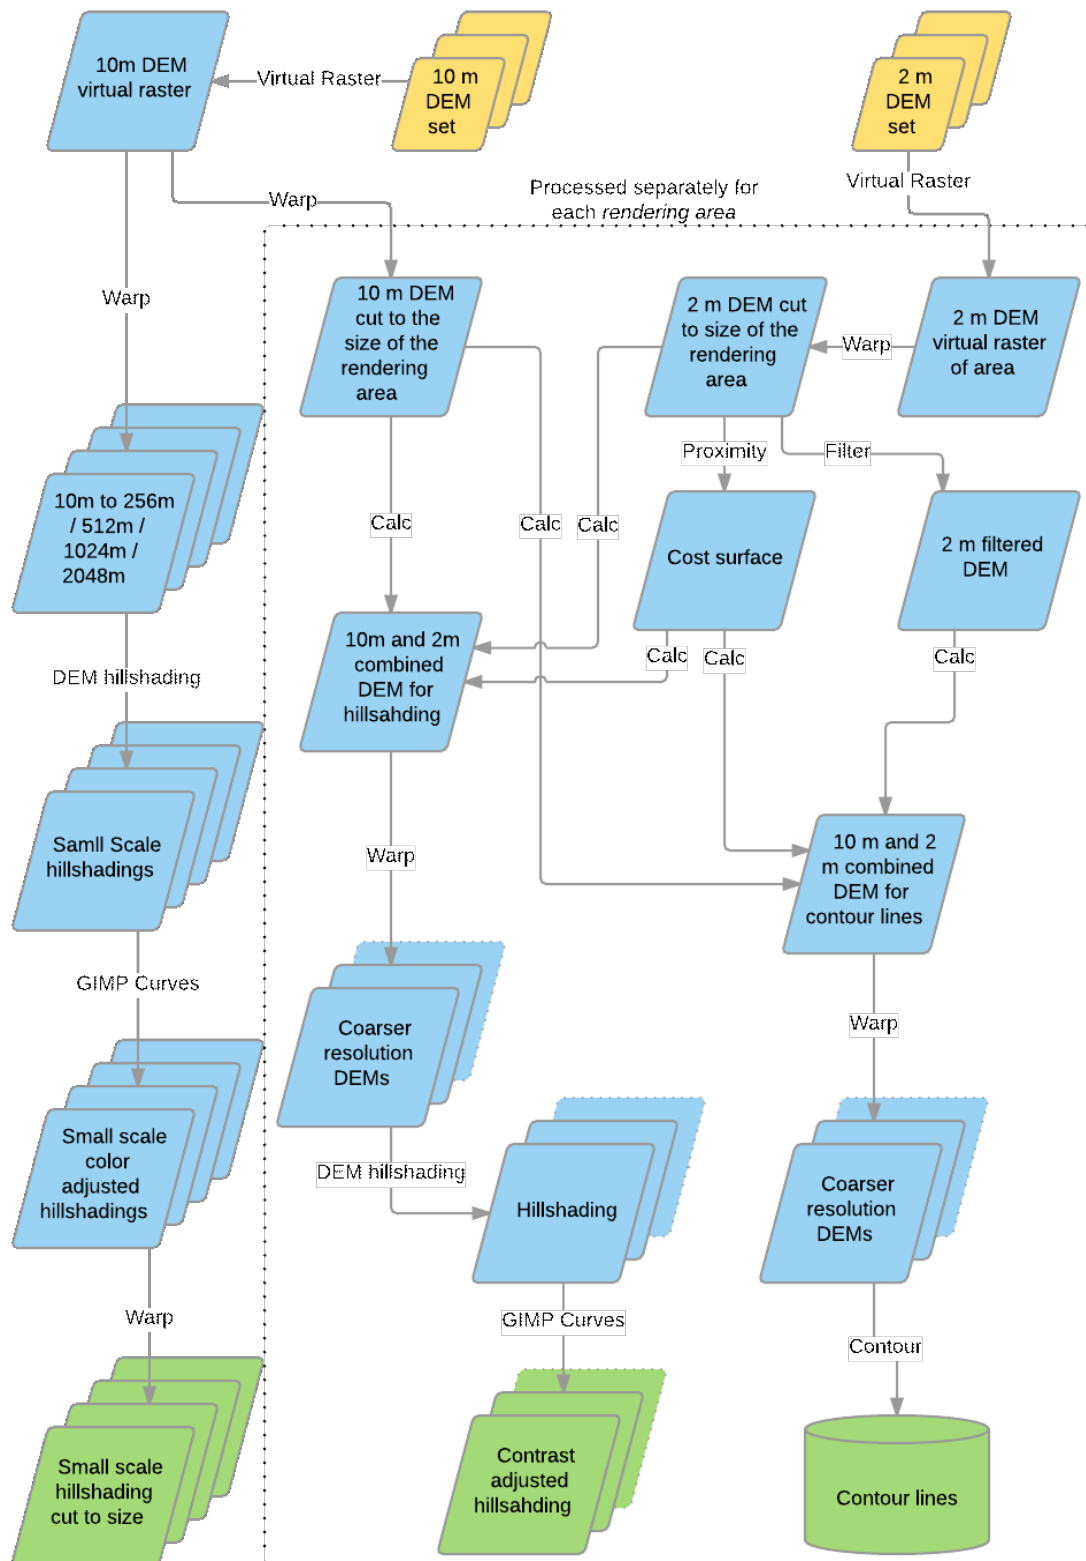 10m DEM
virtual raster
Virtual Raster
10 m
DEM
set
2 m
DEM
set
Virtual Raster
Warp
Processed separately for
each rendering area
Warp
10 m DEM
cut to the
size of the
rendering
area
2 m DEM cut
to size of the
rendering
area
Warp
2 m DEM
virtual raster
of area
Proximity
Filter
10m to 256m
/ 512m /
1024m /
2048m
Calc
Calc
Calc
Cost surface
2 m filtered
DEM
10m and 2m
combined
DEM for
hillsahding
Calc
Calc
Calc
DEM hillshading
Samll Scale
hillshadings
Warp
10 m and 2
m combined
DEM for
contour lines
GIMP Curves
Coarser
resolution
DEMs
Warp
Small scale
color
adjusted
hillshadings
DEM hillshading
Hillshading
Coarser
resolution
DEMs
Warp
GIMP Curves
Contour
Small scale
hillshading
cut to size
Contrast
adjusted
hillsahding
Contour lines